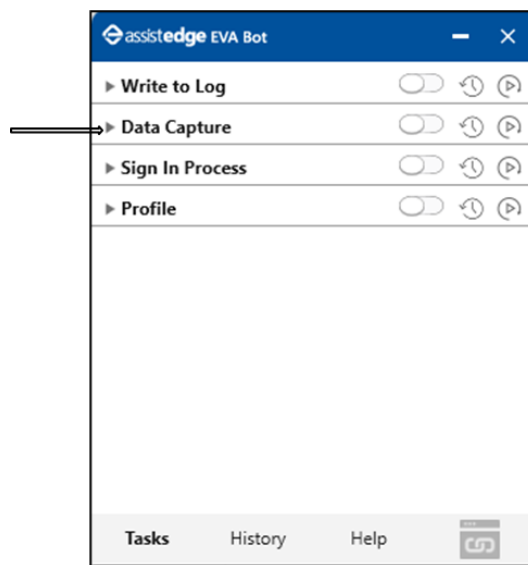 assistedge EVA Bot
Write to Log
Data Capture
Sign In Process
Profile
Tasks History Help